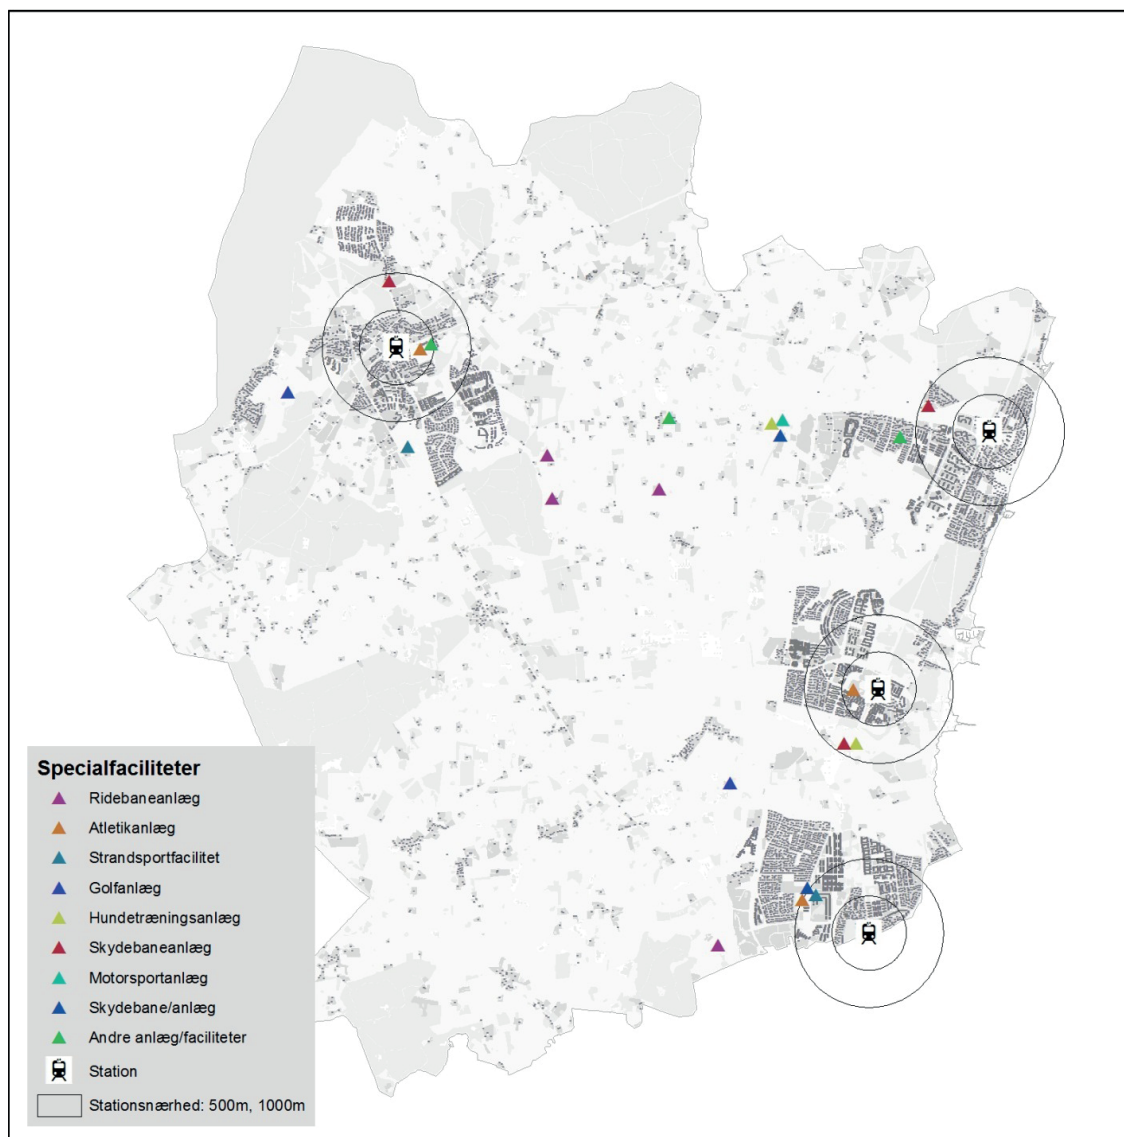 Specialfaciliteter
Ridebaneanlæg
Atletikanlæg
Strandsportfacilitet
Golfanlæg
Hundetræningsanlæg
Skydebaneanlæg
Motorsportanlæg
Skydebane/anlæg
Andre anlæg/faciliteter
Station
Stationsnærhed: 500m, 1000m